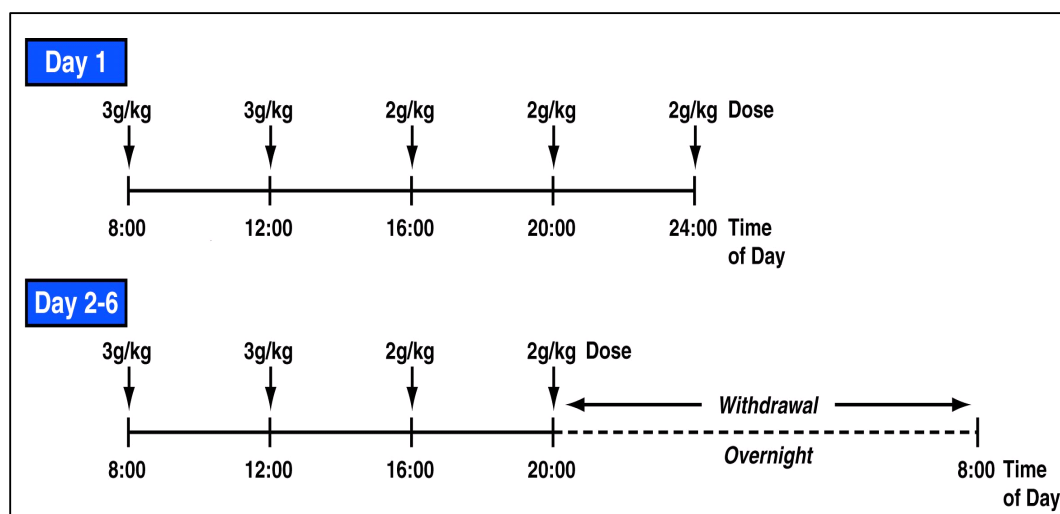 Day 1
3g/kg 3g/kg 2g/kg 2g/kg 2g/kg Dose
8:00 12:00 16:00 20:00 24:00 Time
of Day
Day 2-6
3g/kg 3g/kg 2g/kg 2g/kg Dose
Withdrawal
Overnight
8:00 12:00 16:00 20:00 8:00 Time
of Day